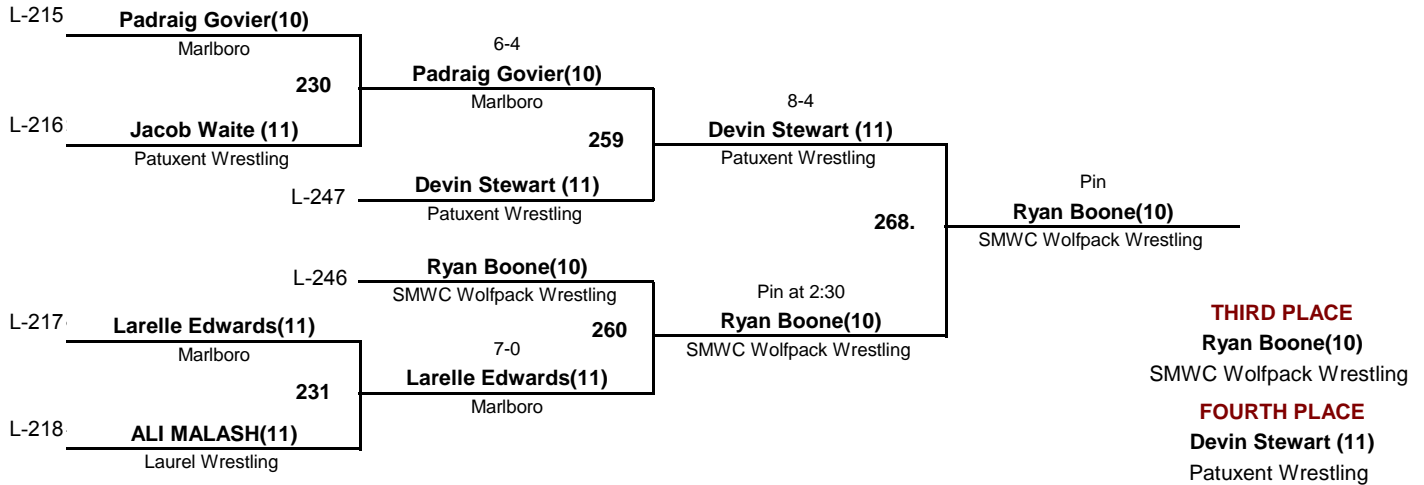 L-215
Padraig Govier(10)
Marlboro
230
L-216
Jacob Waite (11)
Patuxent Wrestling
6-4
Padraig Govier(10)
Marlboro
259
L-247
Devin Stewart (11)
Patuxent Wrestling
8-4
Devin Stewart (11)
Patuxent Wrestling
268.
Pin
Ryan Boone(10)
SMWC Wolfpack Wrestling
L-246
Ryan Boone(10)
SMWC Wolfpack Wrestling
260
Pin at 2:30
Ryan Boone(10)
SMWC Wolfpack Wrestling
L-217
Larelle Edwards(11)
Marlboro
231
7-0
Larelle Edwards(11)
Marlboro
L-218
ALI MALASH(11)
Laurel Wrestling
THIRD PLACE
Ryan Boone(10)
SMWC Wolfpack Wrestling
FOURTH PLACE
Devin Stewart (11)
Patuxent Wrestling